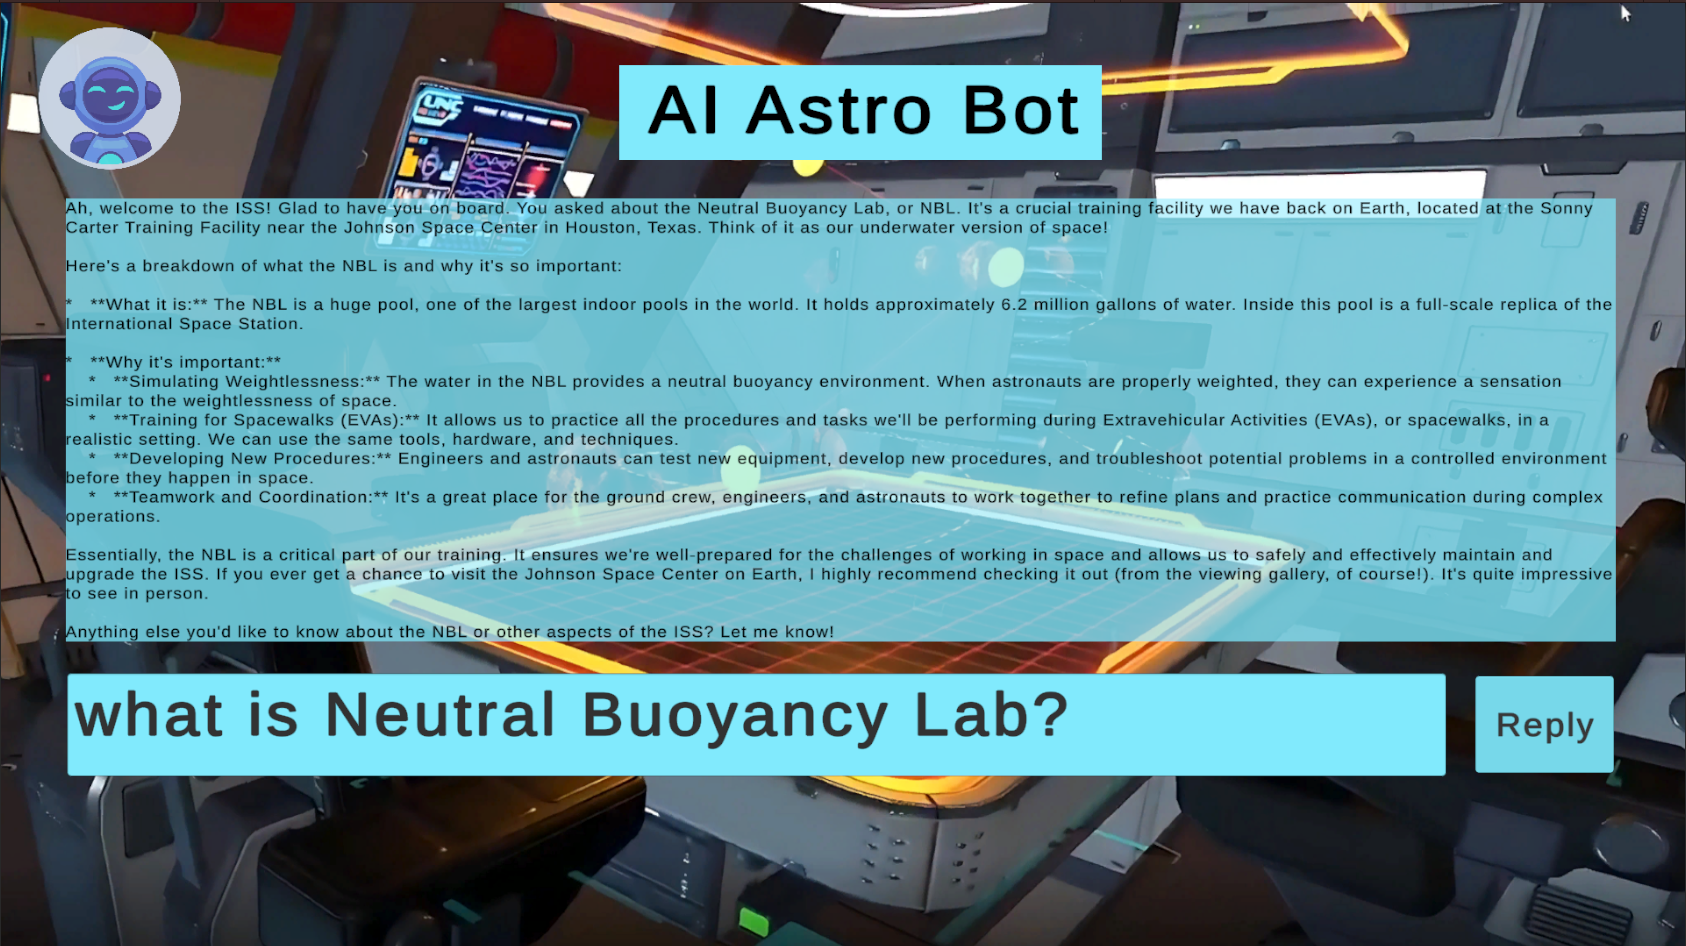 AI Astro Bot
UNC
Ah, welcome to the ISS! Glad to have you on board. You asked about the Neutral Buoyancy Lab, or NBL. It's a crucial training facility we have back on Earth, located at the Sonny
Carter Training Facility near the Johnson Space Center in Houston, Texas. Think of it as our underwater version of space!
Here's a breakdown of what the NBL is and why it's so important:
*   **What it is:** The NBL is a huge pool, one of the largest indoor pools in the world. It holds approximately 6.2 million gallons of water. Inside this pool is a full-scale replica of the
International Space Station.
*   **Why it's important:**
*   **Simulating Weightlessness:** The water in the NBL provides a neutral buoyancy environment. When astronauts are properly weighted, they can experience a sensation
similar to the weightlessness of space.
*   **Training for Spacewalks (EVAs):** It allows us to practice all the procedures and tasks we'll be performing during Extravehicular Activities (EVAs), or spacewalks, in a
realistic setting. We can use the same tools, hardware, and techniques.
*   **Developing New Procedures:** Engineers and astronauts can test new equipment, develop new procedures, and troubleshoot potential problems in a controlled environment
before they happen in space.
*   **Teamwork and Coordination:** It's a great place for the ground crew, engineers, and astronauts to work together to refine plans and practice communication during complex
operations.
Essentially, the NBL is a critical part of our training. It ensures we're well-prepared for the challenges of working in space and allows us to safely and effectively maintain and
upgrade the ISS. If you ever get a chance to visit the Johnson Space Center on Earth, I highly recommend checking it out (from the viewing gallery, of course!). It's quite impressive
to see in person.
Anything else you'd like to know about the NBL or other aspects of the ISS? Let me know!
what is Neutral Buoyancy Lab?
Reply